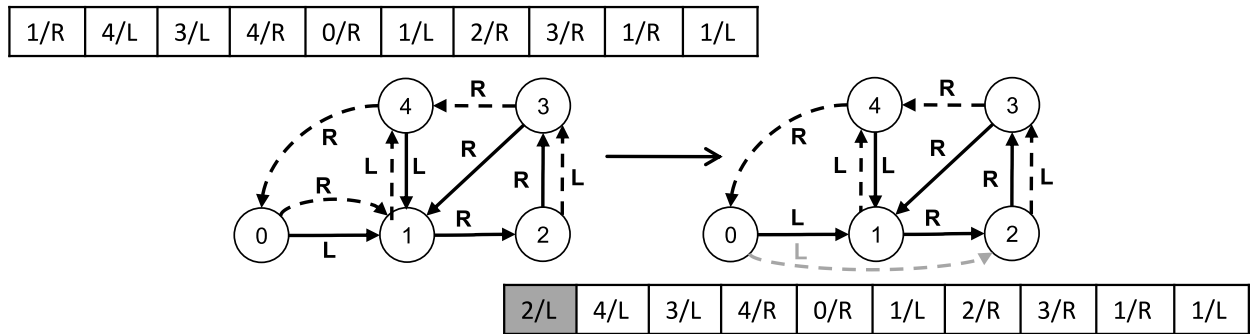 1/R 4/L 3/L 4/R 0/R 1/L 2/R 3/R 1/R 1/L
R R
4 3 4 3
R R
L L R L L R
R R L R L
0 1 R 2 0 L 1 R 2
L L
2/L 4/L 3/L 4/R 0/R 1/L 2/R 3/R 1/R 1/L